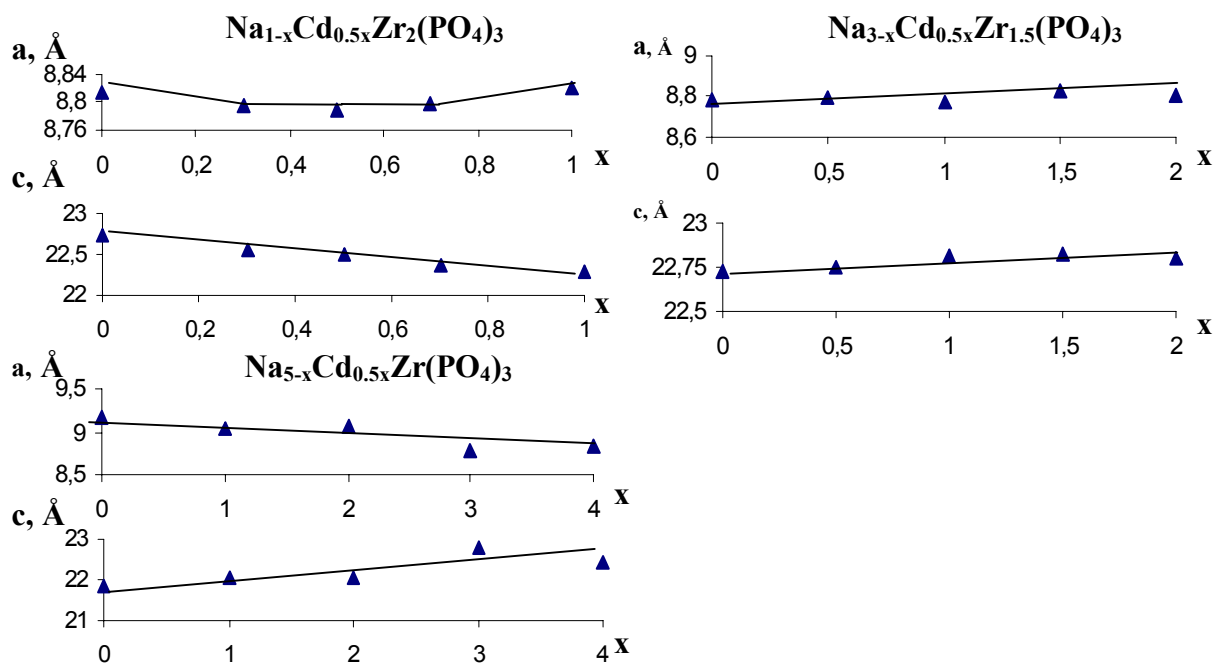 Na1-xCd0.5xZr2(PO4)3
a, Å
8,84
8,8
8,76
0 0,2 0,4 0,6 0,8 1 x
c, Å
23
22,5
22
0 0,2 0,4 0,6 0,8 1 x
Na3-xCd0.5xZr1.5(PO4)3
a, Å
9
8,8
8,6
0 0,5 1 1,5 2 x
c, Å
23
22,75
22,5
0 0,5 1 1,5 2 x
Na5-xCd0.5xZr(PO4)3
a, Å
9,5
9
8,5
0 1 2 3 4 x
c, Å
23
22
21
0 1 2 3 4 x